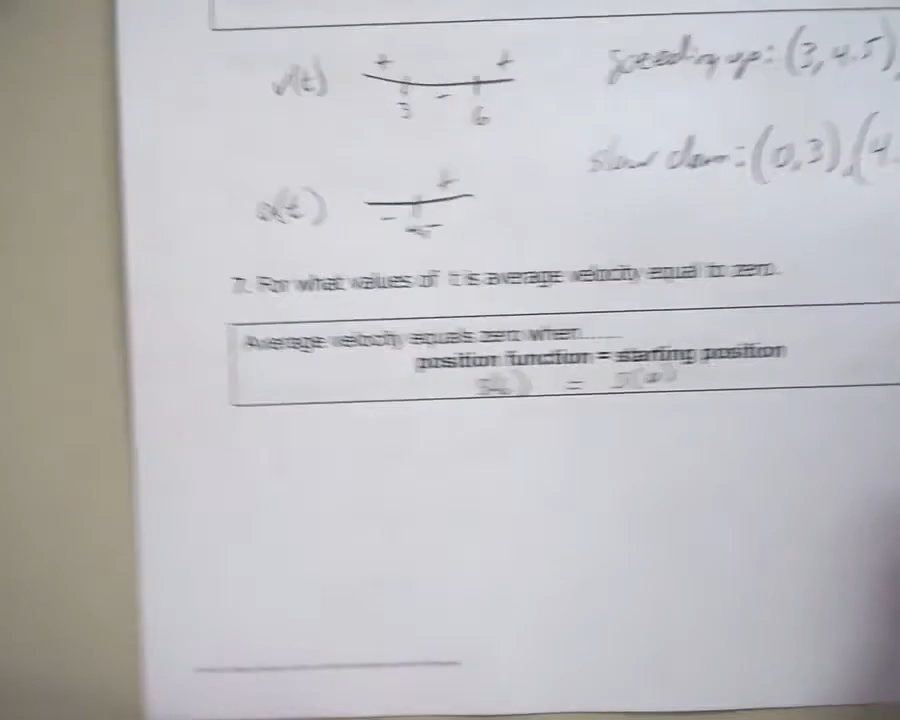 + +
v(t) speeding up: (3, 4.5),
3 - 6
slow down: (0,3), (4.
+
a(t)
-
7. For what values of t is average velocity equal to zero.
Average velocity equals zero when......
position function = starting position
=